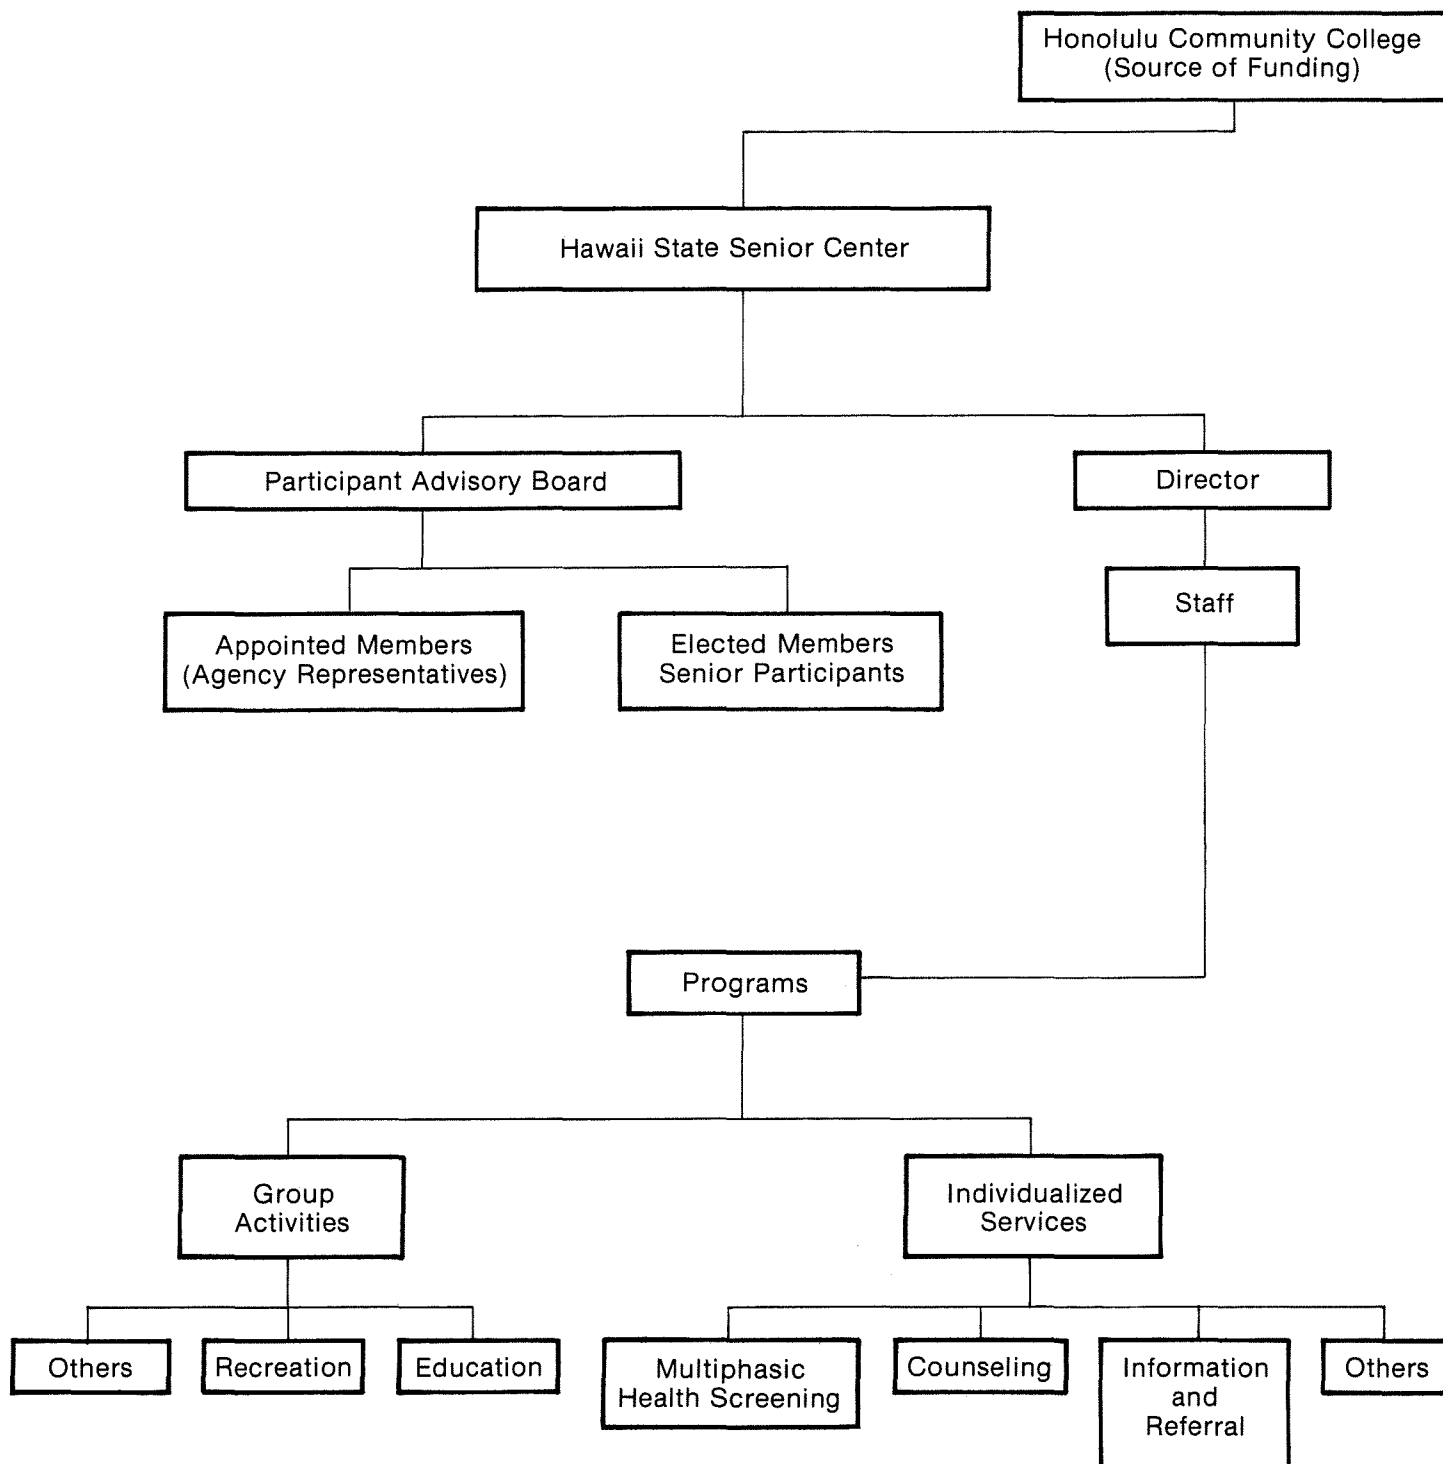 Honolulu Community College
(Source of Funding)
Hawaii State Senior Center
Participant Advisory Board
Director
Staff
Appointed Members
(Agency Representatives)
Elected Members
Senior Participants
Programs
Group
Activities
Individualized
Services
Others
Recreation
Education
Multiphasic
Health Screening
Counseling
Information
and
Referral
Others